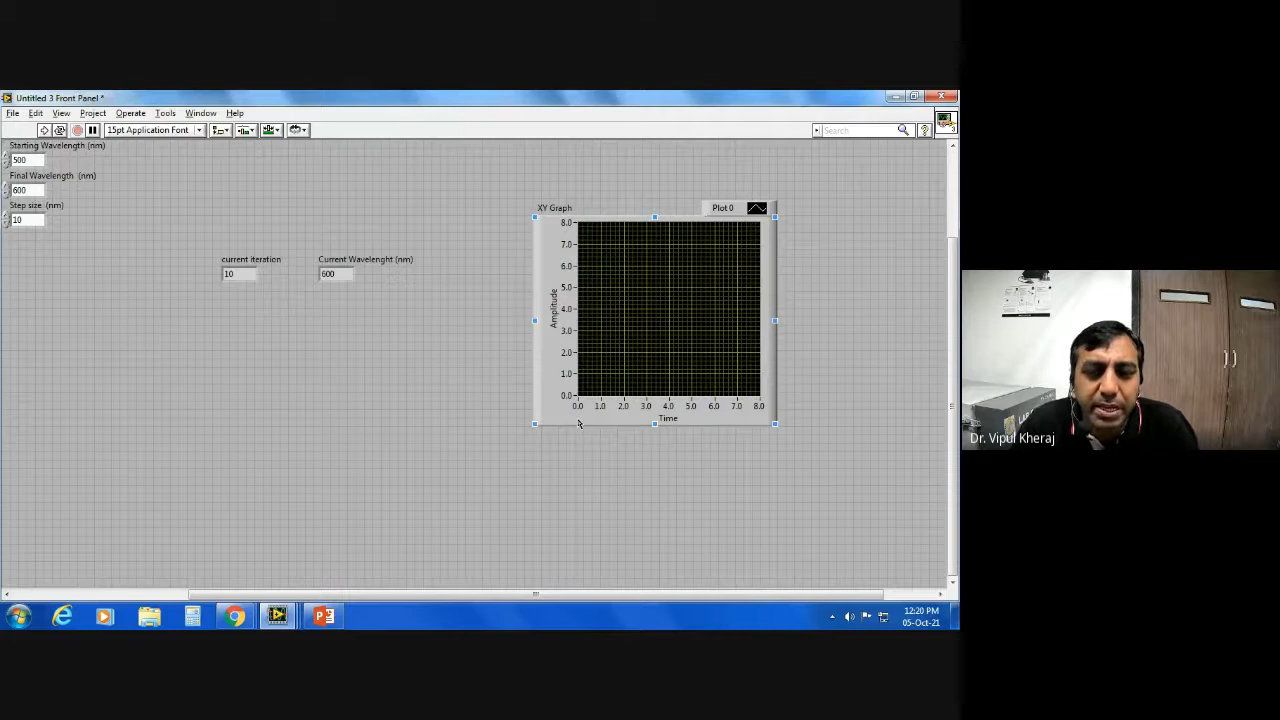 Untitled 3 Front Panel *
File Edit View Project Operate Tools Window Help
15pt Application Font
Search
3
Starting Wavelength (nm)
500
Final Wavelength (nm)
600
Step size (nm)
10
current iteration
10
Current Wavelenght (nm)
600
XY Graph
Plot 0
8.0
7.0
6.0
5.0
4.0
3.0
2.0
1.0
0.0
Amplitude
0.0 1.0 2.0 3.0 4.0 5.0 6.0 7.0 8.0
Time
Dr. Vipul Kheraj
12:20 PM
05-Oct-21